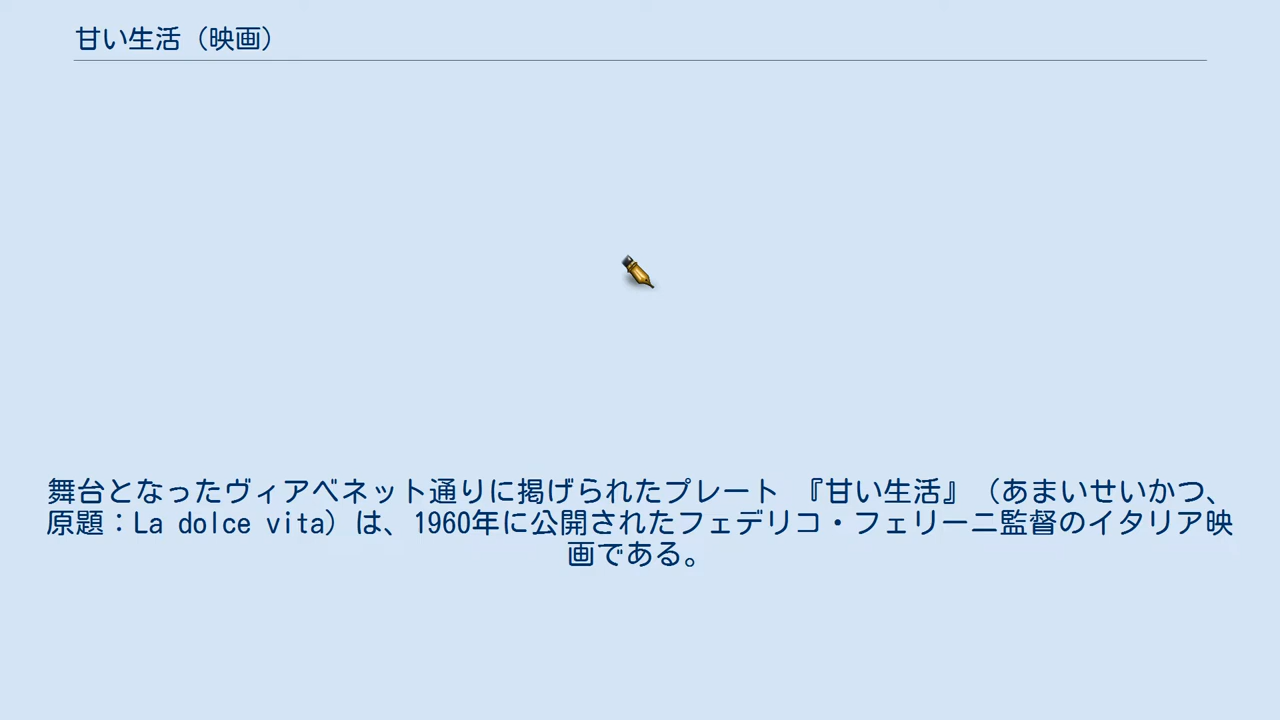 甘い生活（映画）
舞台となったヴィアベネット通りに掲げられたプレート 『甘い生活』（あまいせいかつ、
原題：La dolce vita）は、1960年に公開されたフェデリコ・フェリーニ監督のイタリア映
画である。